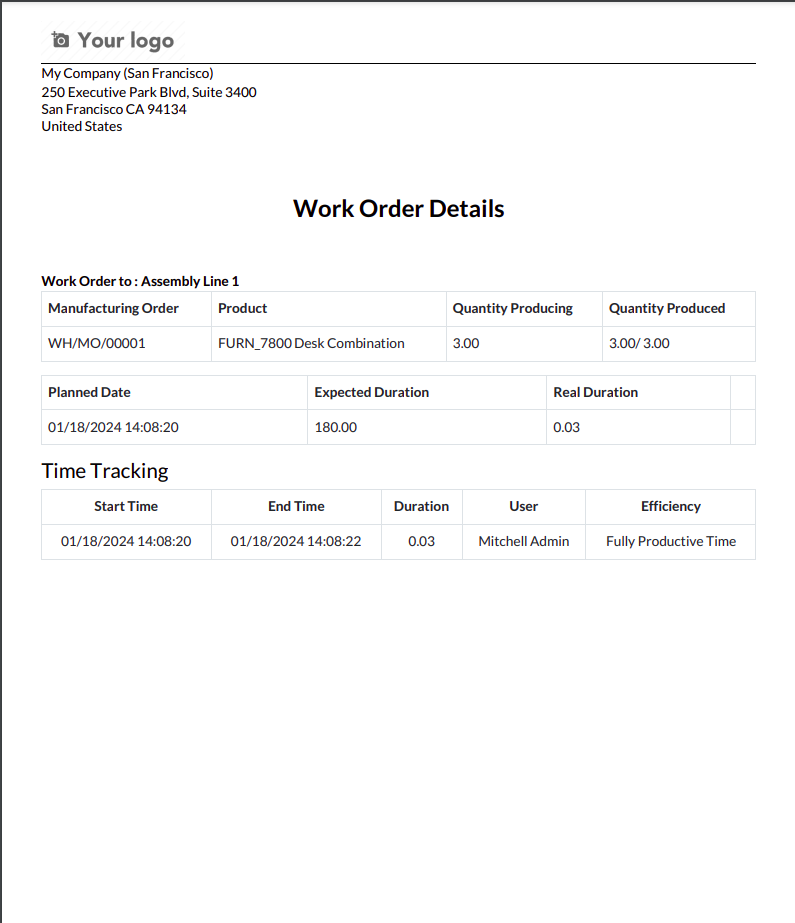 Your logo
My Company (San Francisco)
250 Executive Park Blvd, Suite 3400
San Francisco CA 94134
United States
Work Order Details
Work Order to : Assembly Line 1
Manufacturing Order Product Quantity Producing Quantity Produced
WH/MO/00001 FURN_7800 Desk Combination 3.00 3.00/ 3.00
Planned Date Expected Duration Real Duration
01/18/2024 14:08:20 180.00 0.03
Time Tracking
Start Time End Time Duration User Efficiency
01/18/2024 14:08:20 01/18/2024 14:08:22 0.03 Mitchell Admin Fully Productive Time